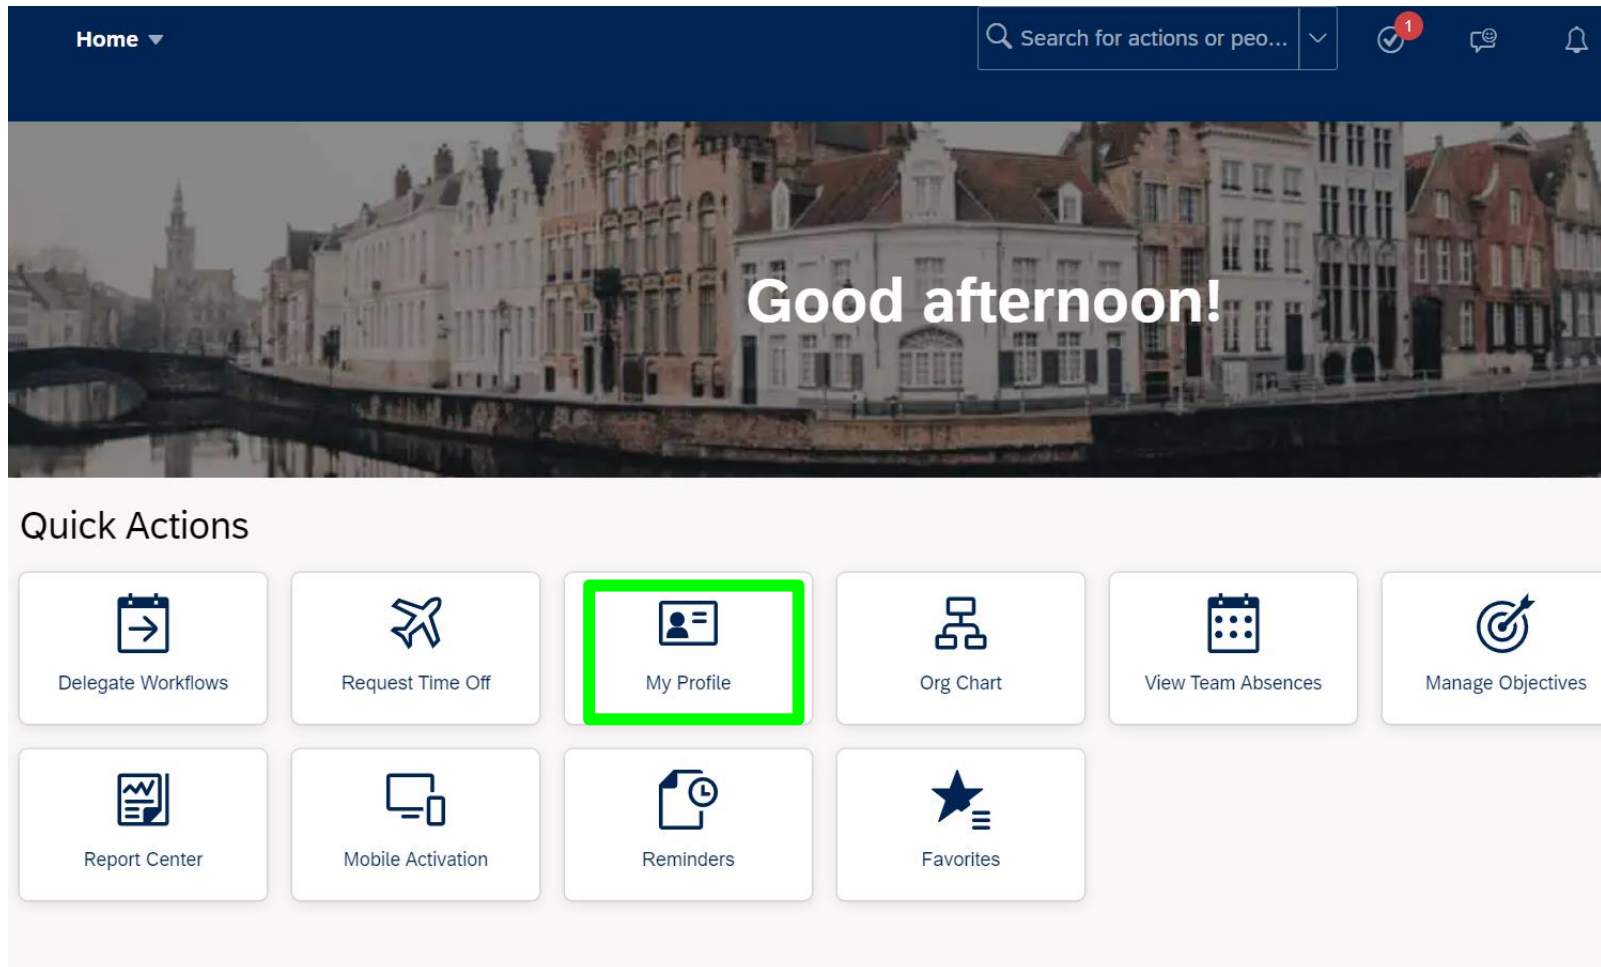 Home
Search for actions or peo...
1
Good afternoon!
Quick Actions
Delegate Workflows
Request Time Off
My Profile
Org Chart
View Team Absences
Manage Objectives
Report Center
Mobile Activation
Reminders
Favorites